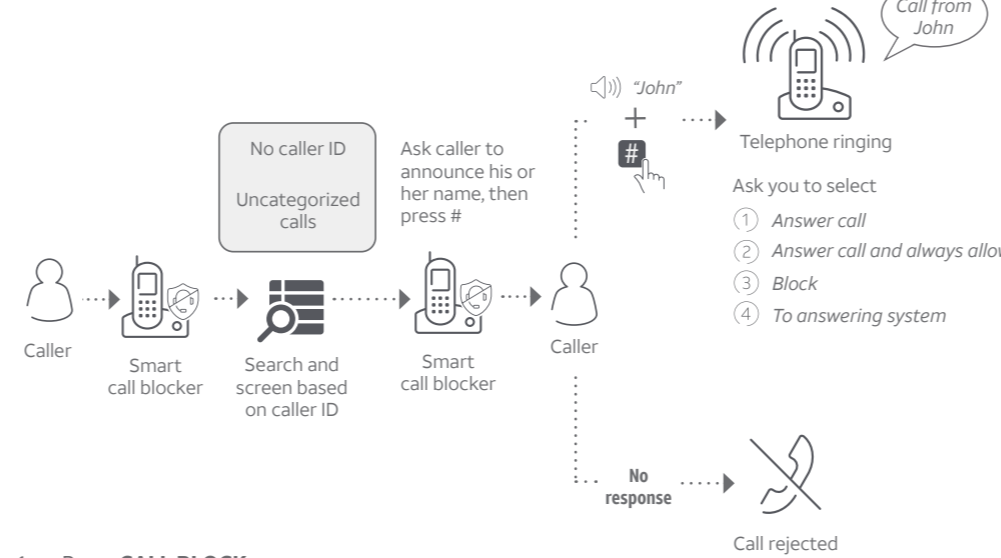 Call from
John
"John"
+
#
Telephone ringing
No caller ID
Uncategorized
calls
Ask caller to
announce his or
her name, then
press #
Ask you to select
1 Answer call
2 Answer call and always allow
3 Block
4 To answering system
Caller
Smart
call blocker
Search and
screen based
on caller ID
Smart
call blocker
Caller
No
response
Call rejected